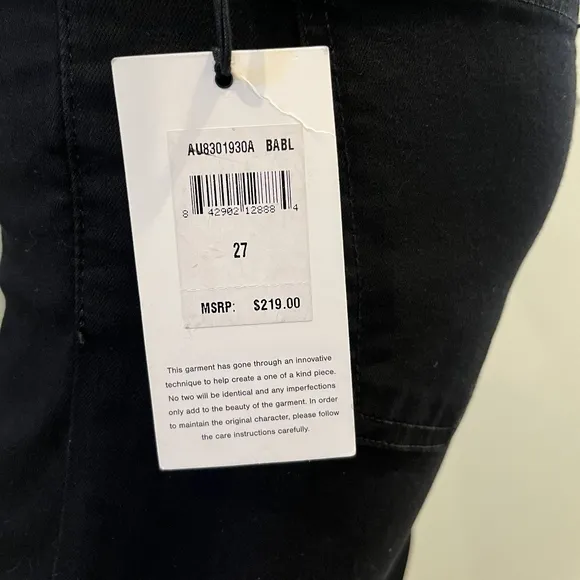 AU8301930A BABL
8 42902 12888 4
27
MSRP: $219.00
This garment has gone through an innovative
technique to help create a one of a kind piece.
No two will be identical and any imperfections
only add to the beauty of the garment. In order
to maintain the original character, please follow
the care instructions carefully.